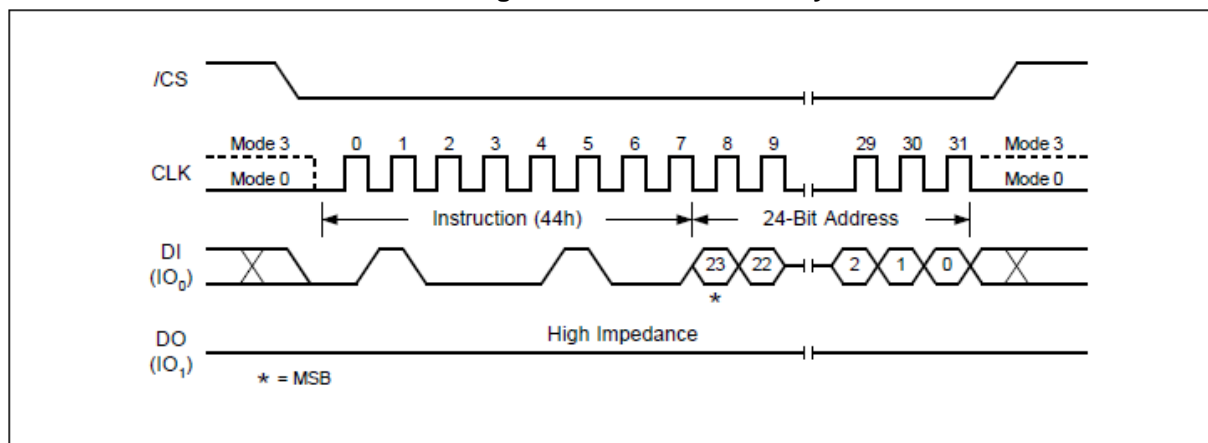 /CS
Mode 3 0 1 2 3 4 5 6 7 8 9 29 30 31 Mode 3
CLK
Mode 0 Mode 0
Instruction (44h) 24-Bit Address
DI
(IO0) 23 22 2 1 0
*
High Impedance
DO
(IO1)
* = MSB